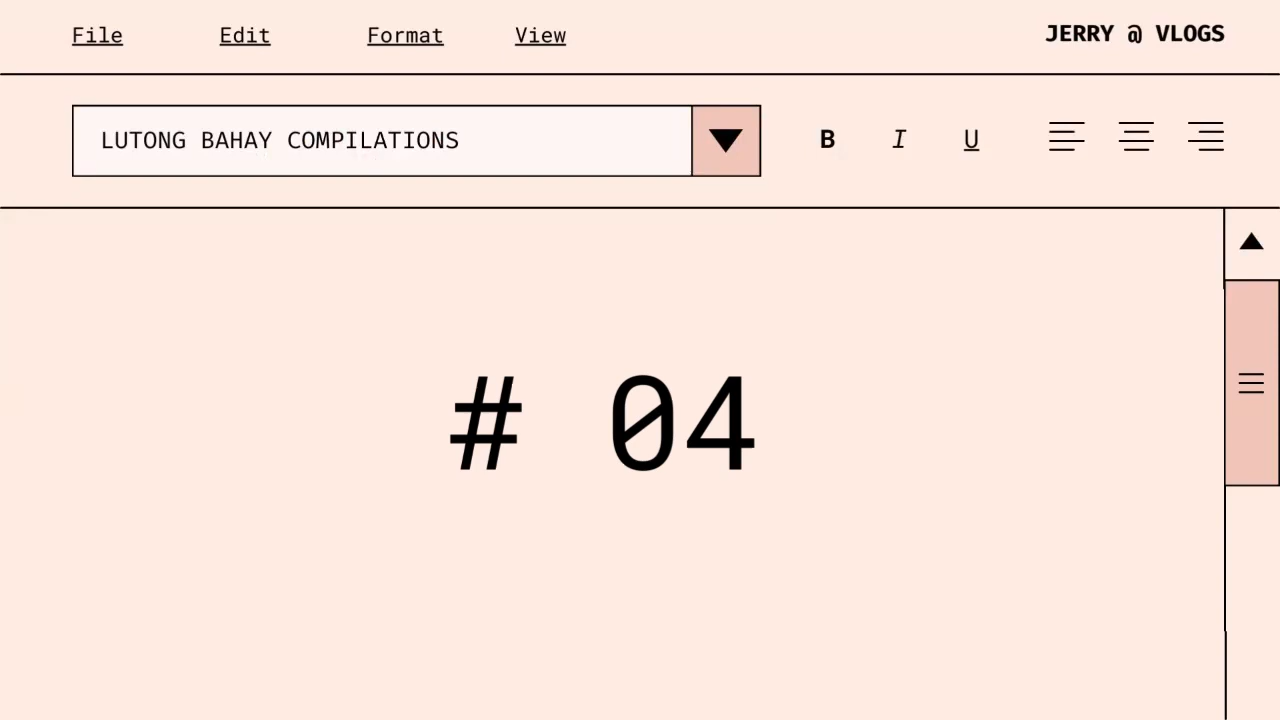 File Edit Format View JERRY @ VLOGS
LUTONG BAHAY COMPILATIONS B I U
# 04